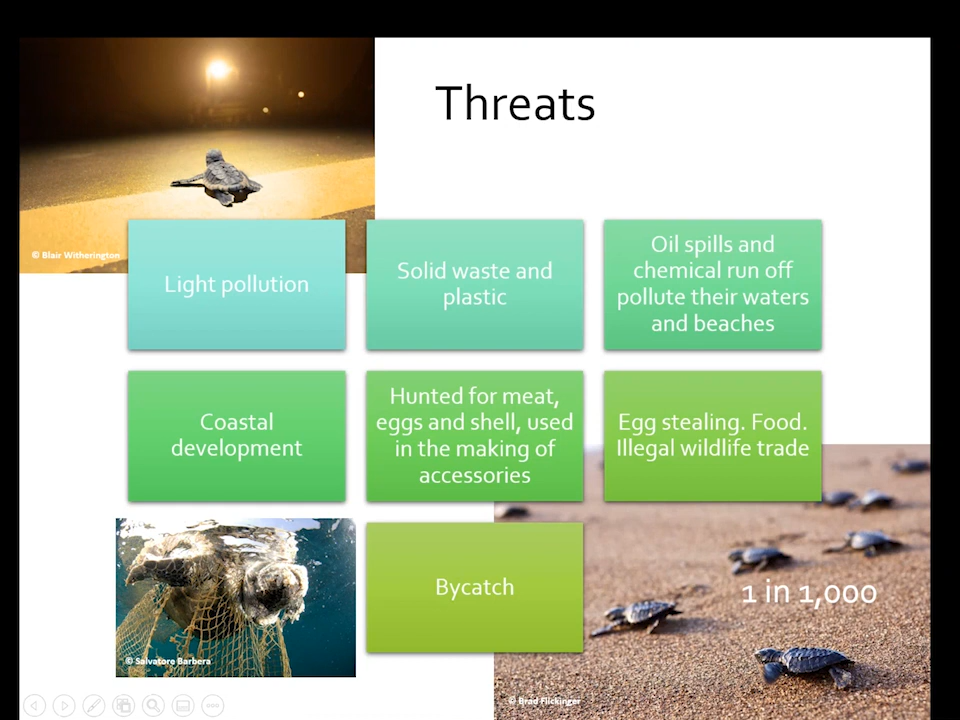 Threats
© Blair Witherington
Light pollution
Solid waste and
plastic
Oil spills and
chemical run off
pollute their waters
and beaches
Coastal
development
Hunted for meat,
eggs and shell, used
in the making of
accessories
Egg stealing. Food.
Illegal wildlife trade
© Salvatore Barbera
Bycatch
1 in 1,000
© Brad Flickinger